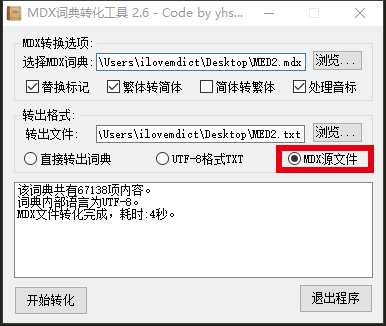 MDX词典转化工具 2.6 - Code by yhs...
MDX转换选项:
选择MDX词典: \Users\ilovemdict\Desktop\MED2.mdx 浏览...
替换标记 繁体转简体 简体转繁体 处理音标
转出格式:
转出文件: \Users\ilovemdict\Desktop\MED2.txt 浏览...
直接转出词典 UTF-8格式TXT MDX源文件
该词典共有67138项内容。
词典内部语言为UTF-8。
MDX文件转化完成，耗时:4秒。
开始转化 退出程序